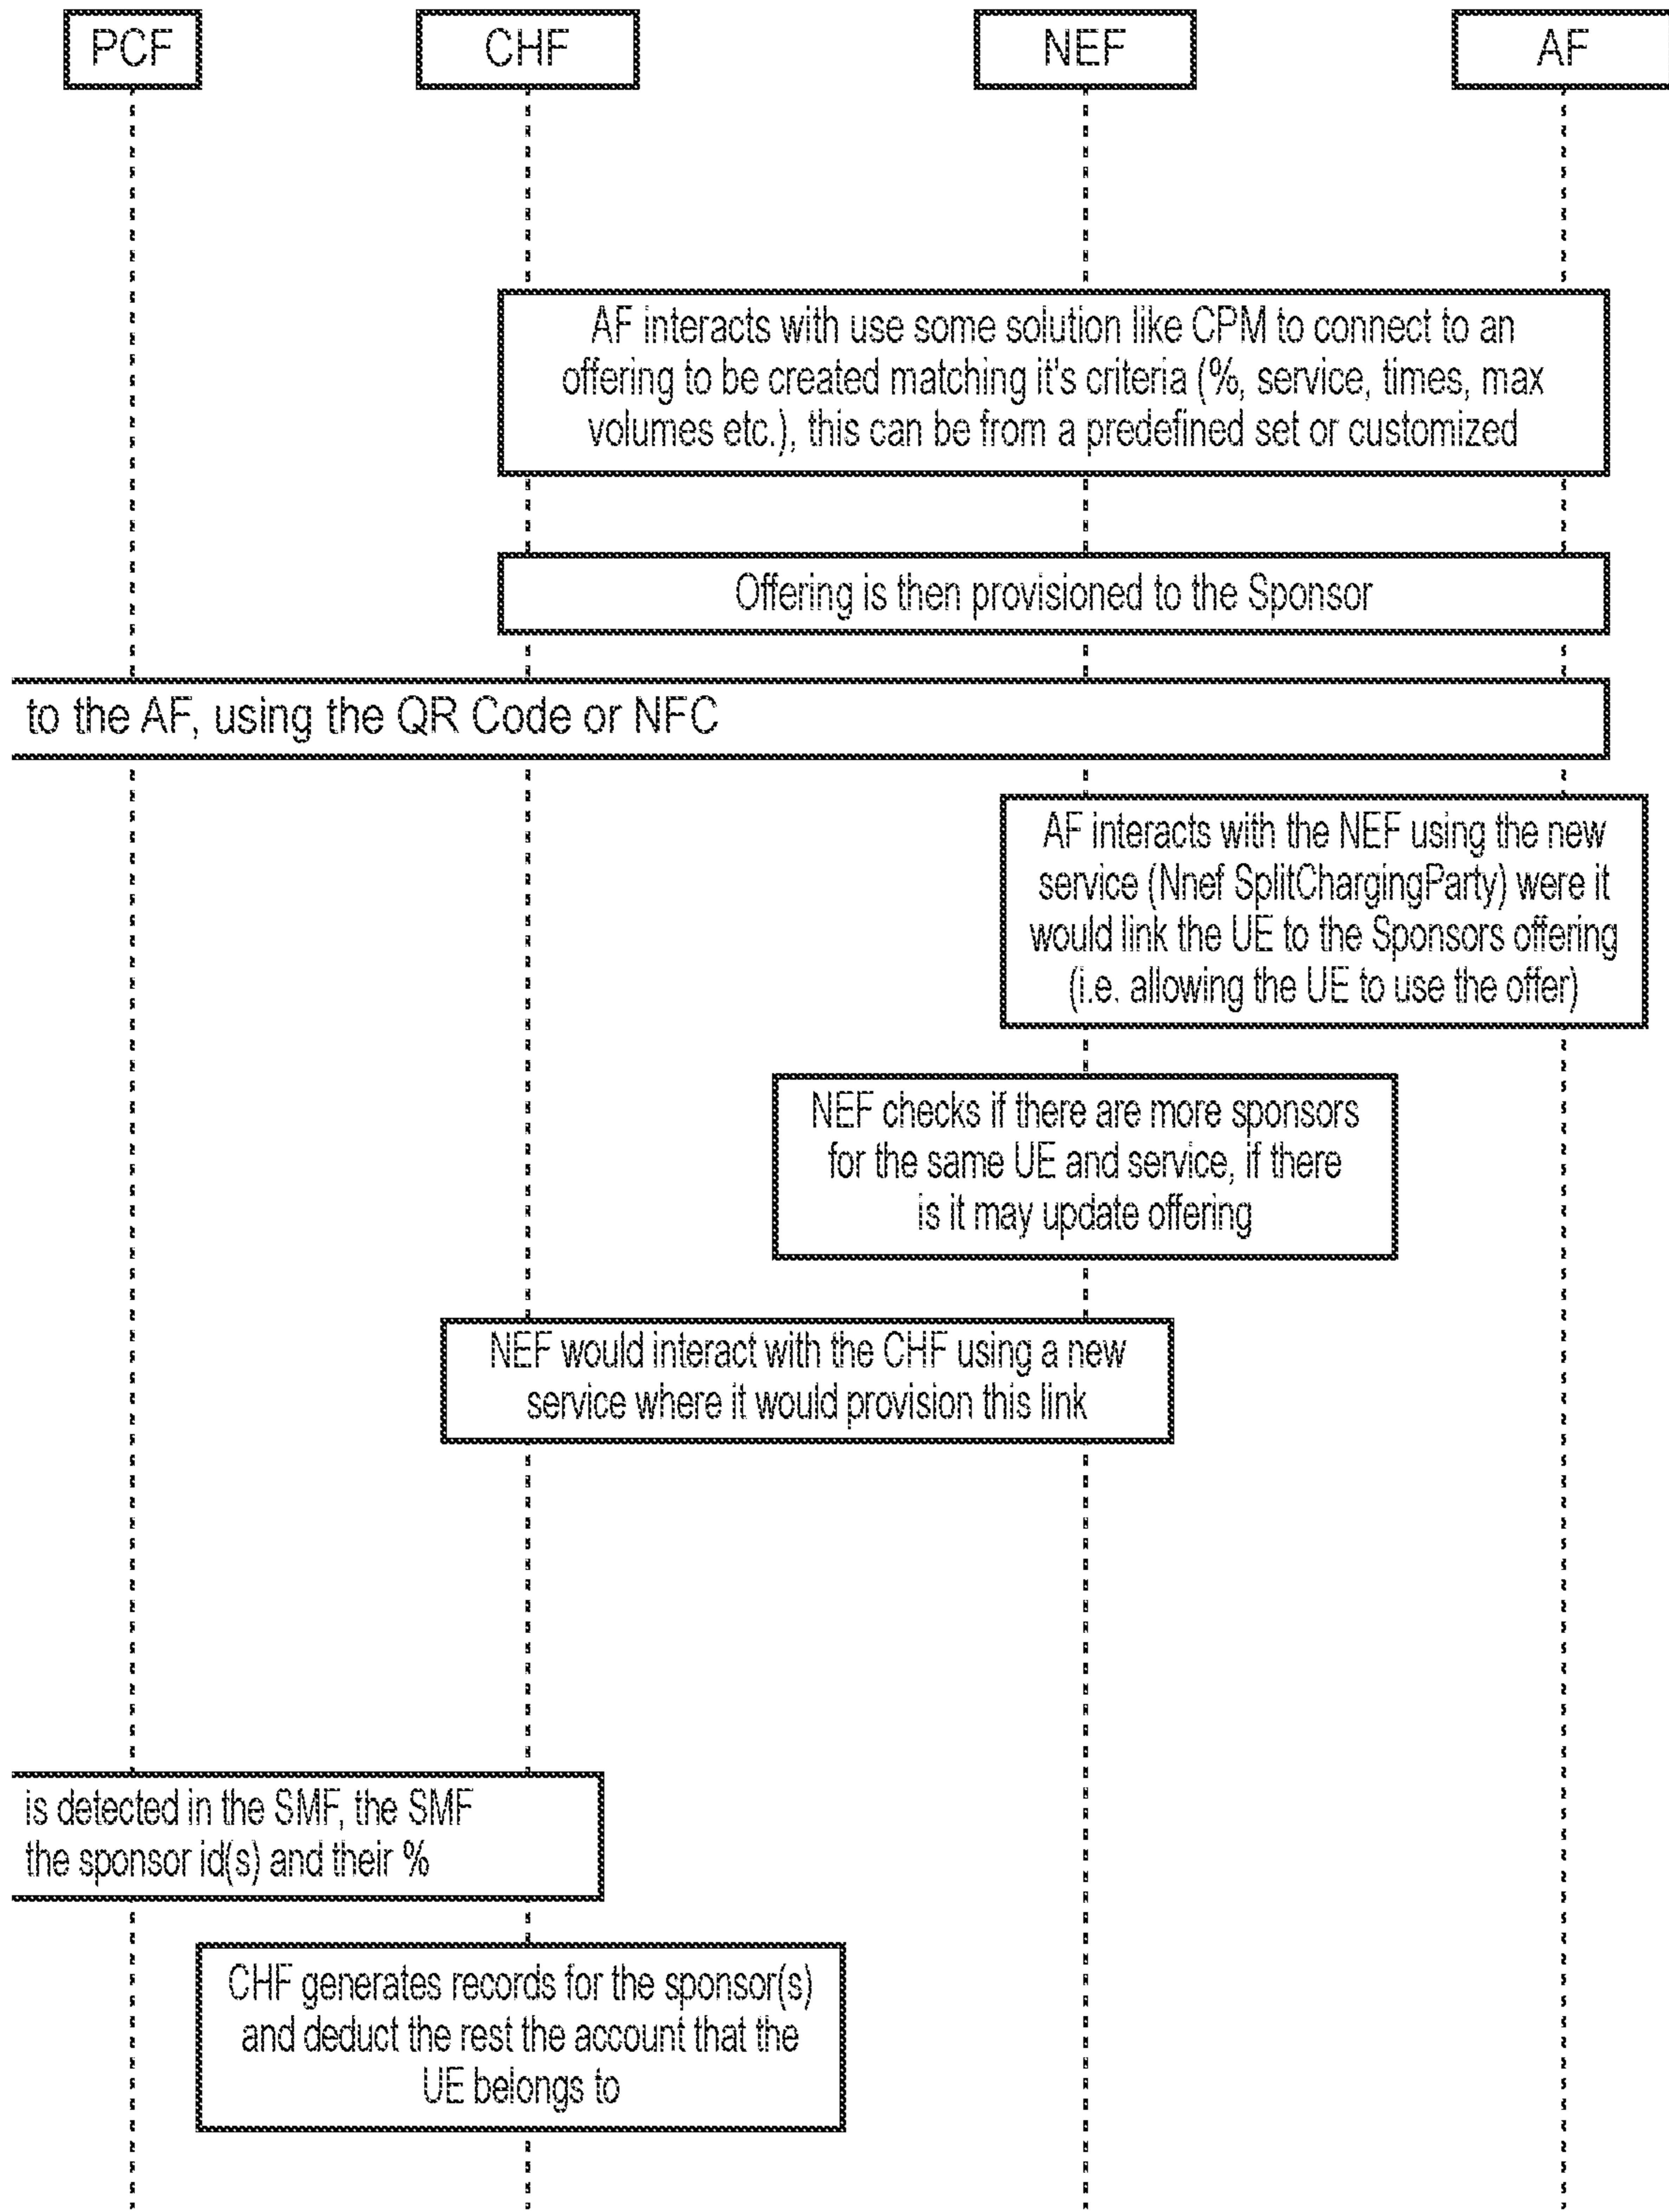 PCF
CHF
NEF
AF
AF interacts with use some solution like CPM to connect to an
offering to be created matching it's criteria (%, service, times, max
volumes etc.), this can be from a predefined set or customized
Offering is then provisioned to the Sponsor
to the AF, using the QR Code or NFC
AF interacts with the NEF using the new
service (Nnef SplitChargingParty) were it
would link the UE to the Sponsors offering
(i.e. allowing the UE to use the offer)
NEF checks if there are more sponsors
for the same UE and service, if there
is it may update offering
NEF would interact with the CHF using a new
service where it would provision this link
is detected in the SMF, the SMF
the sponsor id(s) and their %
CHF generates records for the sponsor(s)
and deduct the rest the account that the
UE belongs to